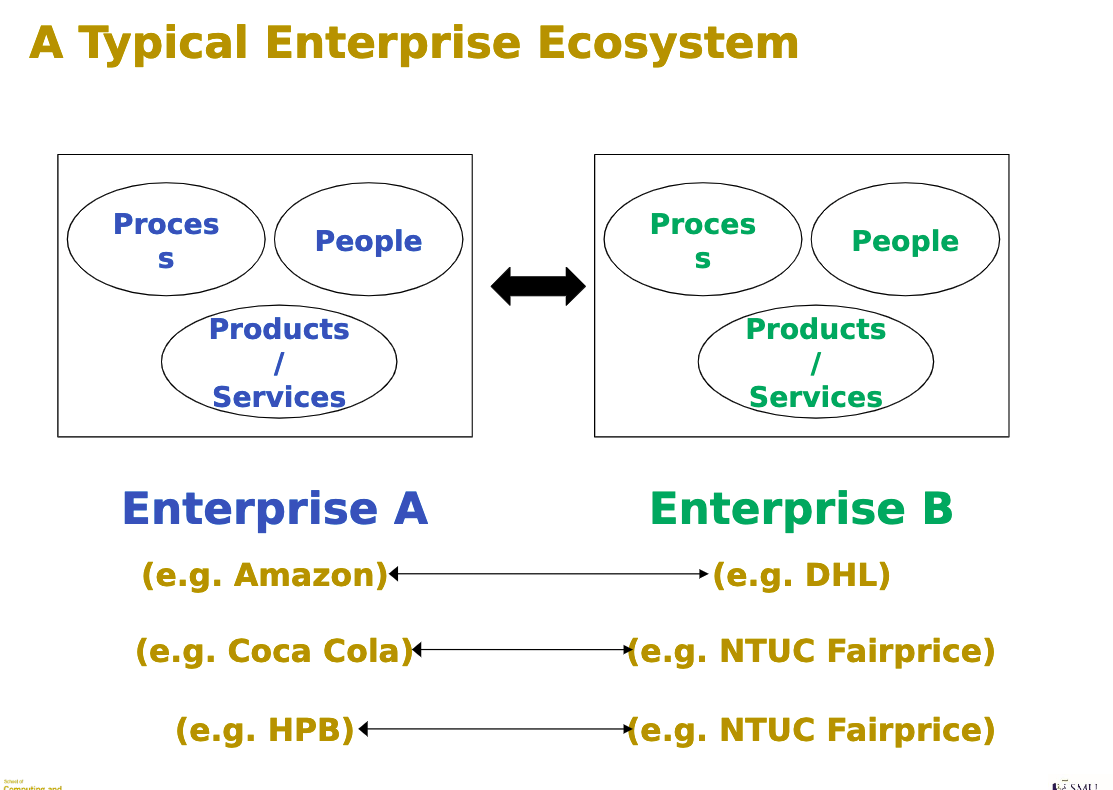 A Typical Enterprise Ecosystem
Proces
s
People
Products
/
Services
Proces
s
People
Products
/
Services
Enterprise A
Enterprise B
(e.g. Amazon)
(e.g. DHL)
(e.g. Coca Cola)
(e.g. NTUC Fairprice)
(e.g. HPB)
(e.g. NTUC Fairprice)
School of
Computing and
SMU